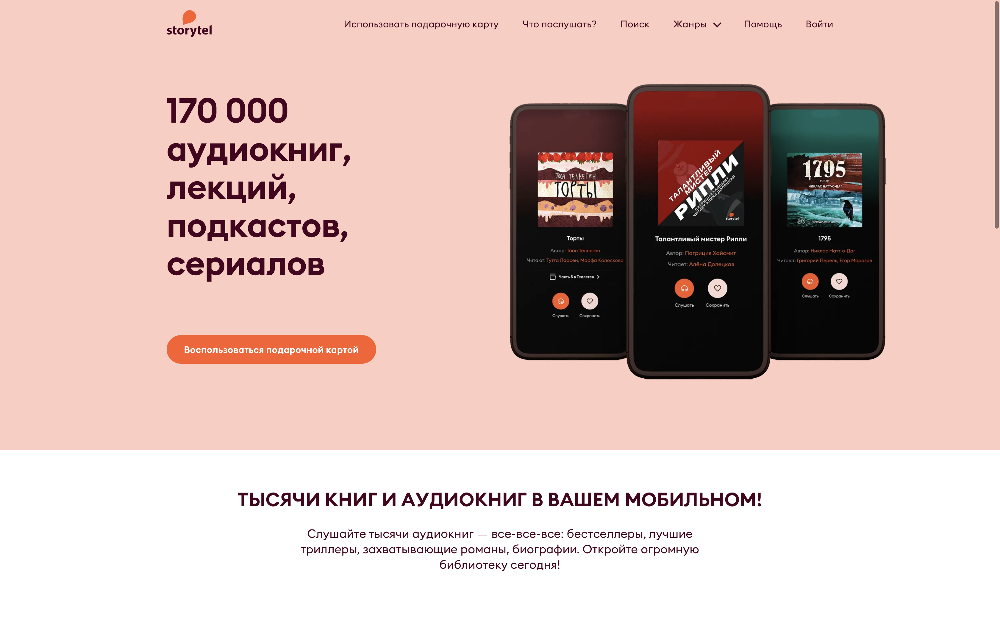 storytel
Использовать подарочную карту
Что послушать?
Поиск
Жанры
Помощь
Войти
170 000
аудиокниг,
лекций,
подкастов,
сериалов
Воспользоваться подарочной картой
ТООН ТЕЛЛЕГЕН
ТОРТЫ
Торты
Автор: Тоон Теллеген
Читают: Тутта Ларсен, Марфа Колоскова
Часть 5 в Теллеген
Слушать
Сохранить
ТАЛАНТЛИВЫЙ
МИСТЕР
РИПЛИ
ПАТРИЦИЯ ХАЙСМИТ
ЧИТАЕТ АЛЕНА ДОЛЕЦКАЯ
storytel
Талантливый мистер Рипли
Автор: Патриция Хайсмит
Читает: Алёна Долецкая
Слушать
Сохранить
1795
РОМАН
НИКЛАС НАТТ-О-ДАГ
18+
ПЕРЕВОД СЕРГЕЯ ШТЕРНА
1795
Автор: Никлас Натт-о-Даг
Читают: Григорий Перель, Егор Морозов
Слушать
Сохранить
ТЫСЯЧИ КНИГ И АУДИОКНИГ В ВАШЕМ МОБИЛЬНОМ!
Слушайте тысячи аудиокниг — все-все-все: бестселлеры, лучшие
триллеры, захватывающие романы, биографии. Откройте огромную
библиотеку сегодня!